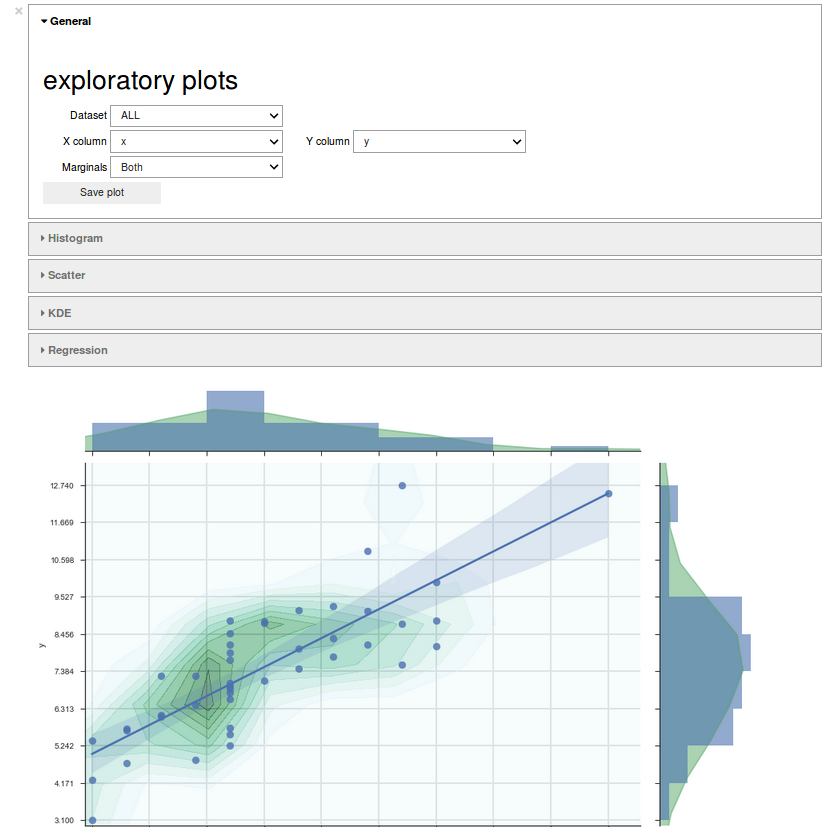 ×
General
exploratory plots
Dataset ALL
X column x Y column y
Marginals Both
Save plot
Histogram
Scatter
KDE
Regression
12.740
11.669
10.598
9.527
8.456
7.384
6.313
5.242
4.171
3.100
y